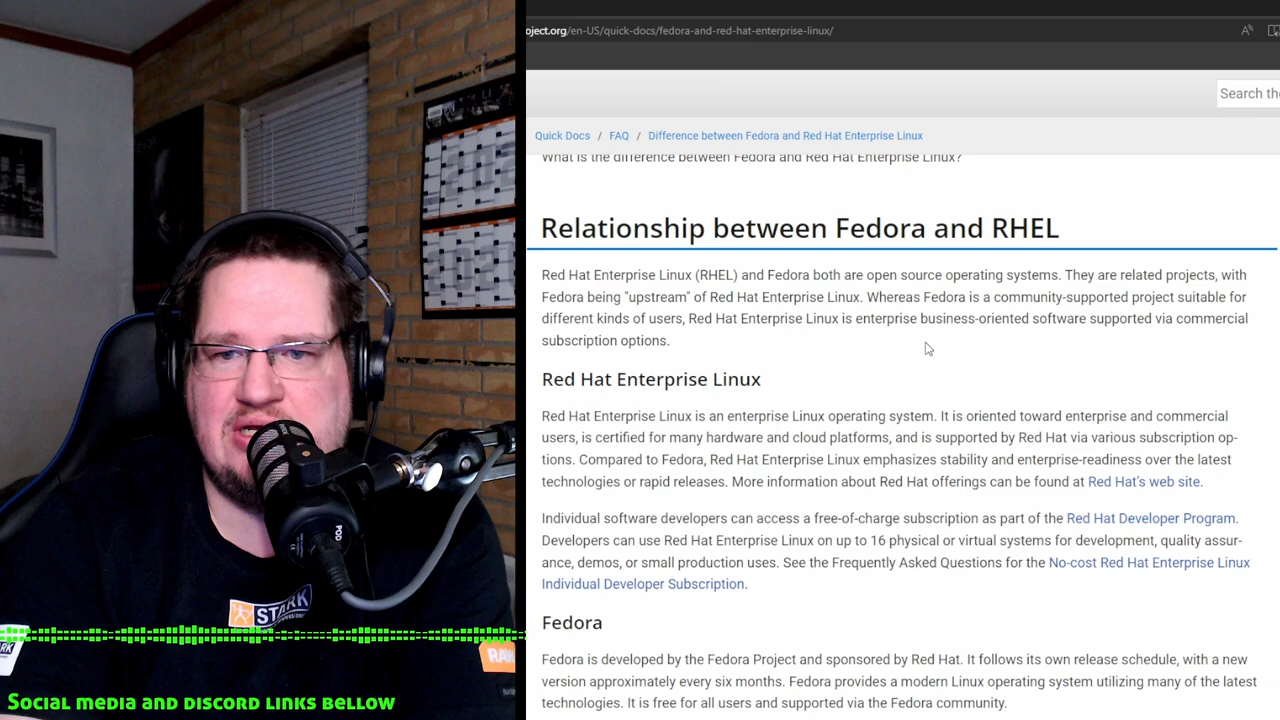 oject.org/en-US/quick-docs/fedora-and-red-hat-enterprise-linux/
Search the
Quick Docs / FAQ / Difference between Fedora and Red Hat Enterprise Linux
What is the difference between Fedora and Red Hat Enterprise Linux?
Relationship between Fedora and RHEL
Red Hat Enterprise Linux (RHEL) and Fedora both are open source operating systems. They are related projects, with
Fedora being "upstream" of Red Hat Enterprise Linux. Whereas Fedora is a community-supported project suitable for
different kinds of users, Red Hat Enterprise Linux is enterprise business-oriented software supported via commercial
subscription options.
Red Hat Enterprise Linux
Red Hat Enterprise Linux is an enterprise Linux operating system. It is oriented toward enterprise and commercial
users, is certified for many hardware and cloud platforms, and is supported by Red Hat via various subscription op-
tions. Compared to Fedora, Red Hat Enterprise Linux emphasizes stability and enterprise-readiness over the latest
technologies or rapid releases. More information about Red Hat offerings can be found at Red Hat's web site.
Individual software developers can access a free-of-charge subscription as part of the Red Hat Developer Program.
Developers can use Red Hat Enterprise Linux on up to 16 physical or virtual systems for development, quality assur-
ance, demos, or small production uses. See the Frequently Asked Questions for the No-cost Red Hat Enterprise Linux
Individual Developer Subscription.
Fedora
Fedora is developed by the Fedora Project and sponsored by Red Hat. It follows its own release schedule, with a new
version approximately every six months. Fedora provides a modern Linux operating system utilizing many of the latest
technologies. It is free for all users and supported via the Fedora community.
POD
Social media and discord links bellow